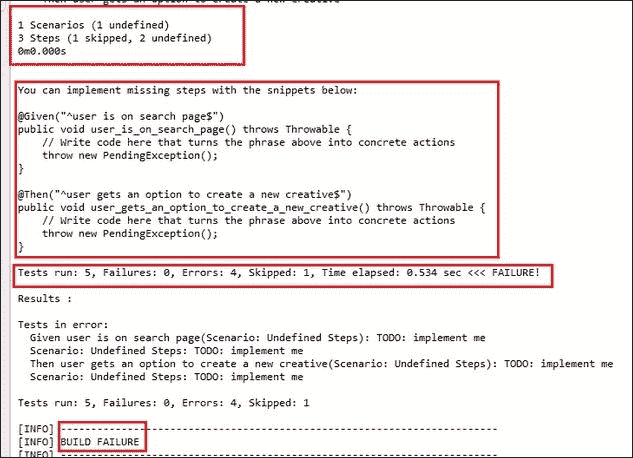 Then user gets an option to create a new creative
1 Scenarios (1 undefined)
3 Steps (1 skipped, 2 undefined)
0m0.000s
You can implement missing steps with the snippets below:
@Given("^user is on search page$")
public void user_is_on_search_page() throws Throwable {
    // Write code here that turns the phrase above into concrete actions
    throw new PendingException();
}
@Then("^user gets an option to create a new creative$")
public void user_gets_an_option_to_create_a_new_creative() throws Throwable {
    // Write code here that turns the phrase above into concrete actions
    throw new PendingException();
}
Tests run: 5, Failures: 0, Errors: 4, Skipped: 1, Time elapsed: 0.534 sec <<< FAILURE!
Results :
Tests in error:
  Given user is on search page(Scenario: Undefined Steps): TODO: implement me
  Scenario: Undefined Steps: TODO: implement me
  Then user gets an option to create a new creative(Scenario: Undefined Steps): TODO: implement me
  Scenario: Undefined Steps: TODO: implement me
Tests run: 5, Failures: 0, Errors: 4, Skipped: 1
[INFO] ------------------------------------------------------------------------
[INFO] BUILD FAILURE
[INFO] ------------------------------------------------------------------------